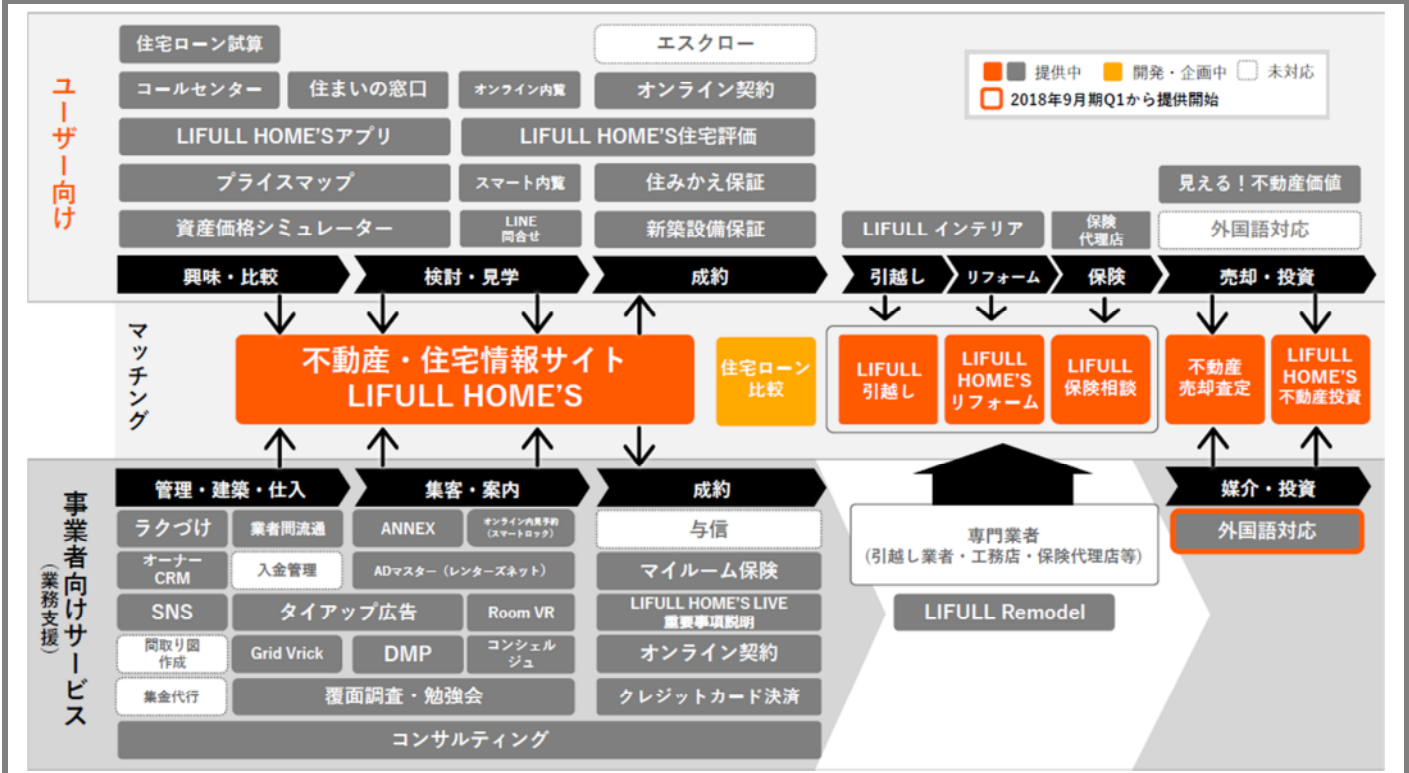 住宅ローン試算
エスクロー
提供中
開発・企画中
未対応
2018年9月期Q1から提供開始
ユーザー向け
コールセンター
住まいの窓口
オンライン内覧
オンライン契約
LIFULL HOME'Sアプリ
LIFULL HOME'S住宅評価
プライスマップ
スマート内覧
住みかえ保証
見える!不動産価値
資産価格シミュレーター
LINE
問合せ
新築設備保証
LIFULL インテリア
保険
代理店
外国語対応
興味・比較
検討・見学
成約
引越し
リフォーム
保険
売却・投資
マッチング
不動産・住宅情報サイト
LIFULL HOME'S
住宅ローン
比較
LIFULL
引越し
LIFULL
HOME'S
リフォーム
LIFULL
保険相談
不動産
売却査定
LIFULL
HOME'S
不動産投資
事業者向けサービス
(業務支援)
管理・建築・仕入
集客・案内
成約
媒介・投資
ラクづけ
業者間流通
ANNEX
オンライン内見予約
(スマートロック)
与信
専門業者
(引越し業者・工務店・保険代理店等)
外国語対応
オーナー
CRM
入金管理
ADマスター(レンターズネット)
マイルーム保険
SNS
タイアップ広告
Room VR
LIFULL HOME'S LIVE
重要事項説明
LIFULL Remodel
間取り図
作成
Grid Vrick
DMP
コンシェル
ジュ
オンライン契約
集金代行
覆面調査・勉強会
クレジットカード決済
コンサルティング